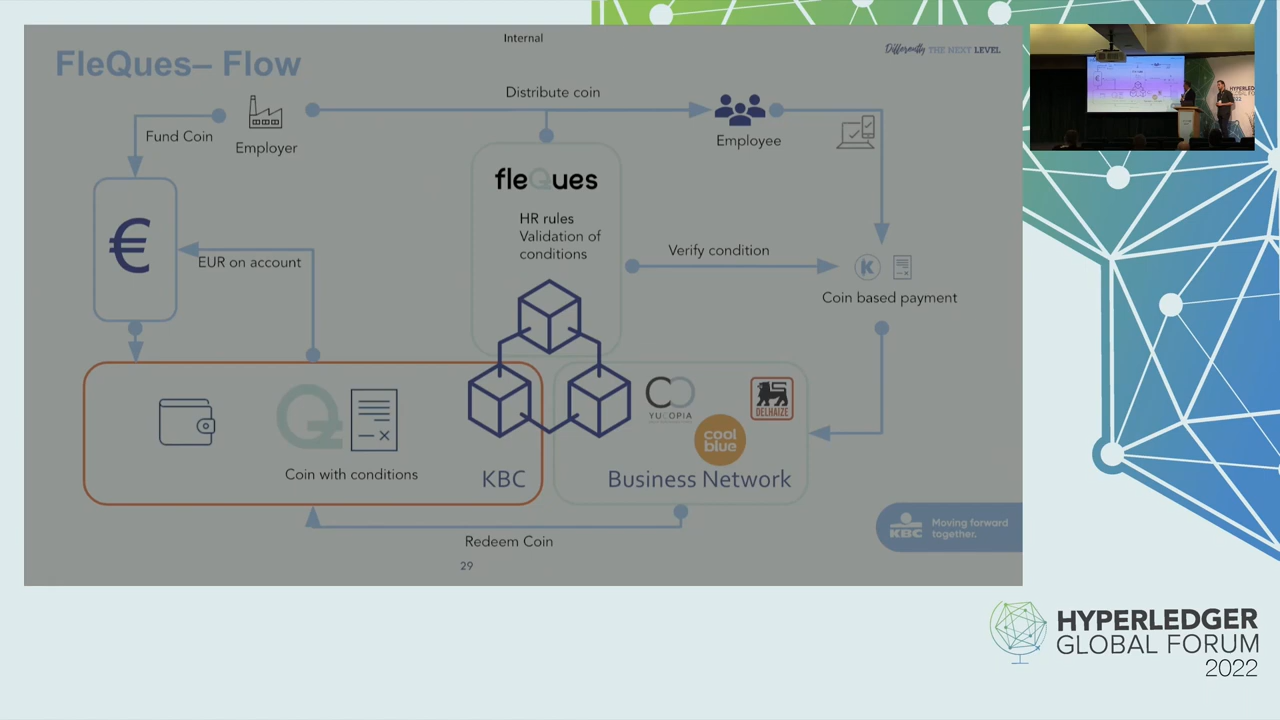 Internal
FleQues– Flow
Differently THE NEXT LEVEL
Distribute coin
Fund Coin
Employer
Employee
fleQues
HR rules
Validation of
conditions
€
EUR on account
Verify condition
K
Coin based payment
Q
Coin with conditions
KBC
YUTOPIA
cool
blue
DELHAIZE
Business Network
Redeem Coin
KBC
Moving forward
together.
29
HYPERLEDGER
GLOBAL FORUM
2022